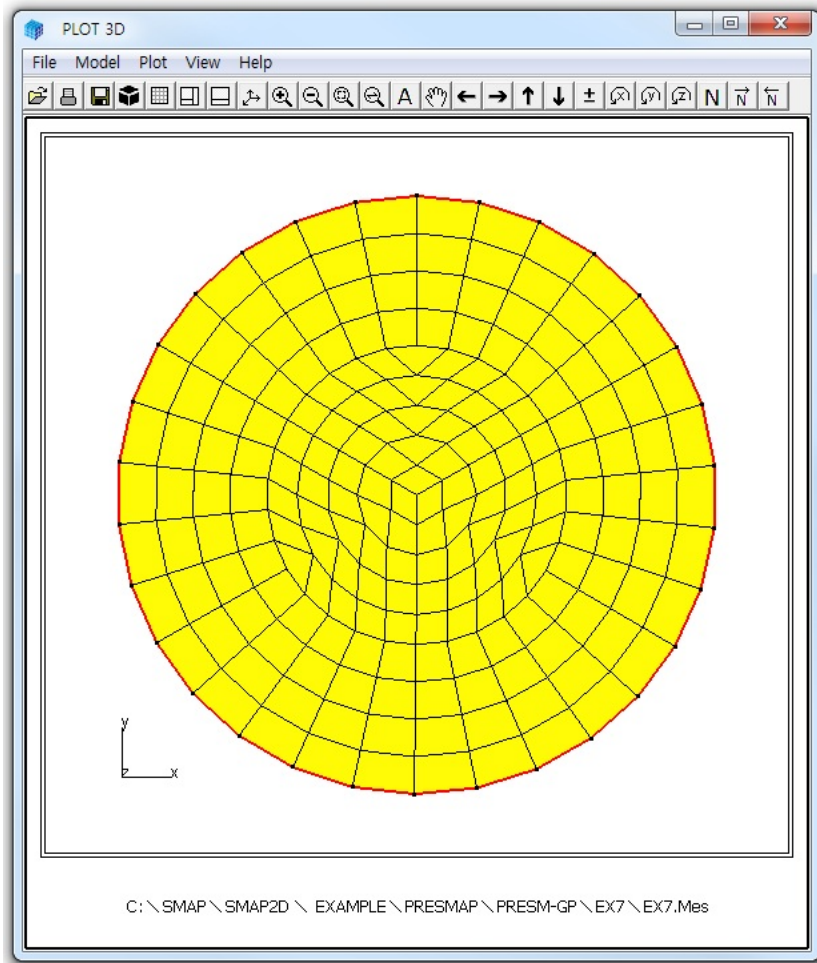 PLOT 3D
File Model Plot View Help
A ± x y z N N N
y
z x
C:\SMAP\SMAP2D \ EXAMPLE\PRESMAP\PRESM-GP\EX7\EX7.Mes